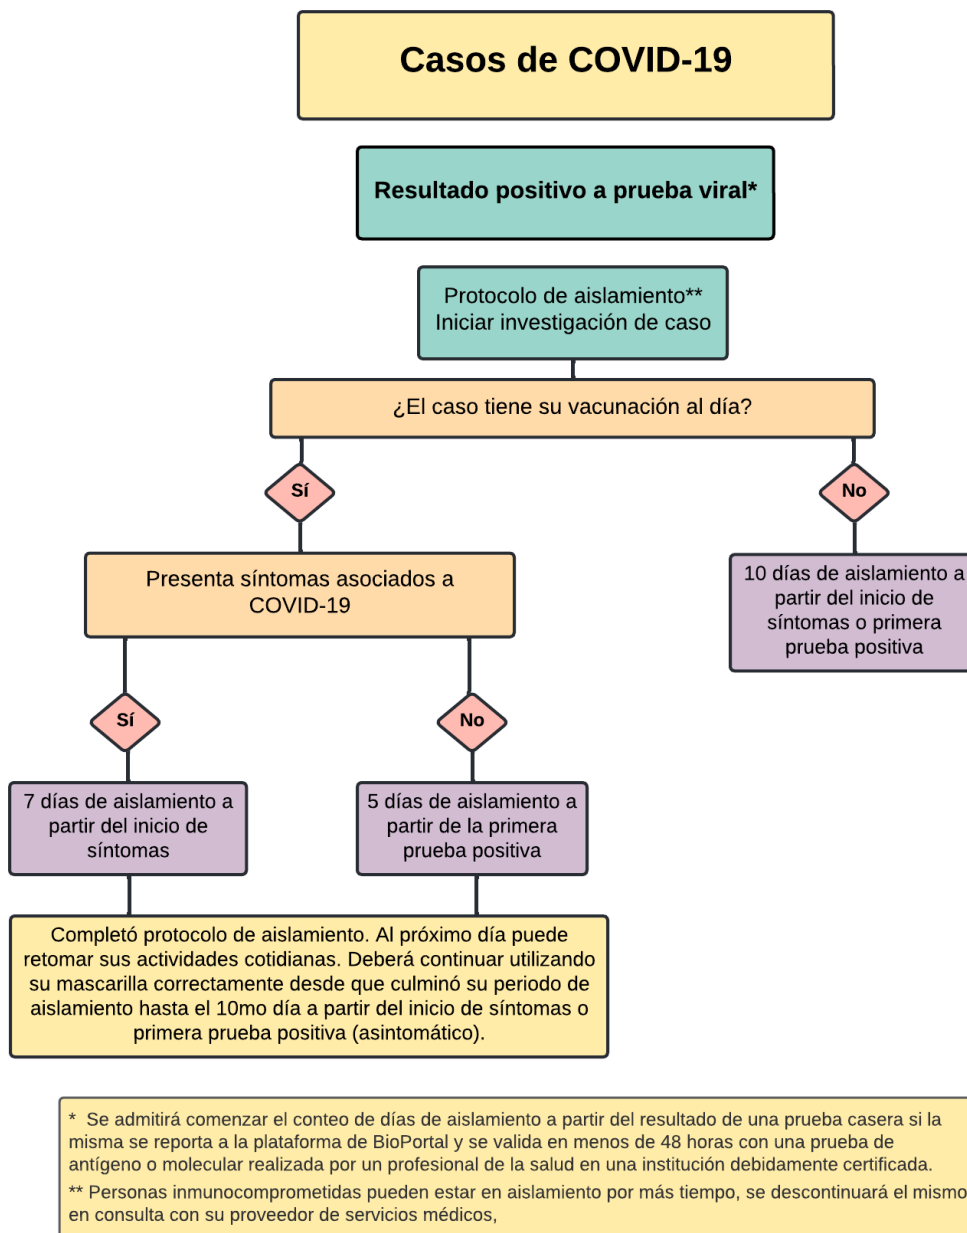 Casos de COVID-19
Resultado positivo a prueba viral*
Protocolo de aislamiento**
Iniciar investigación de caso
¿El caso tiene su vacunación al día?
Sí
No
Presenta síntomas asociados a
COVID-19
10 días de aislamiento a
partir del inicio de
síntomas o primera
prueba positiva
Sí
No
7 días de aislamiento a
partir del inicio de
síntomas
5 días de aislamiento a
partir de la primera
prueba positiva
Completó protocolo de aislamiento. Al próximo día puede
retomar sus actividades cotidianas. Deberá continuar utilizando
su mascarilla correctamente desde que culminó su periodo de
aislamiento hasta el 10mo día a partir del inicio de síntomas o
primera prueba positiva (asintomático).
* Se admitirá comenzar el conteo de días de aislamiento a partir del resultado de una prueba casera si la
misma se reporta a la plataforma de BioPortal y se valida en menos de 48 horas con una prueba de
antígeno o molecular realizada por un profesional de la salud en una institución debidamente certificada.
** Personas inmunocomprometidas pueden estar en aislamiento por más tiempo, se descontinuará el mismo
en consulta con su proveedor de servicios médicos,